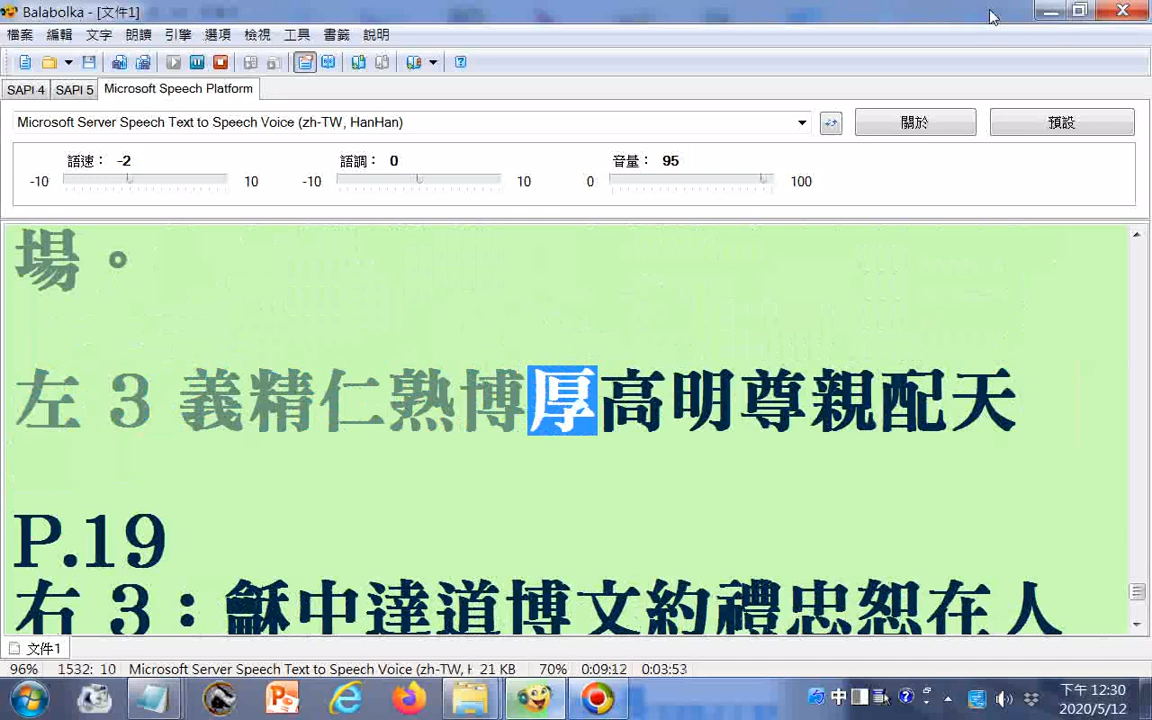 Balabolka - [文件1]
檔案 編輯 文字 朗讀 引擎 選項 檢視 工具 書籤 說明
SAPI 4 SAPI 5 Microsoft Speech Platform
Microsoft Server Speech Text to Speech Voice (zh-TW, HanHan)
關於 預設
語速： -2 語調： 0 音量： 95
-10 10 -10 10 0 100
場。
左 3 義精仁熟博厚高明尊親配天
P.19
右 3：龢中達道博文約禮忠恕在人
文件1
96% 1532: 10 Microsoft Server Speech Text to Speech Voice (zh-TW, H 21 KB 70% 0:09:12 0:03:53
中
下午 12:30
2020/5/12